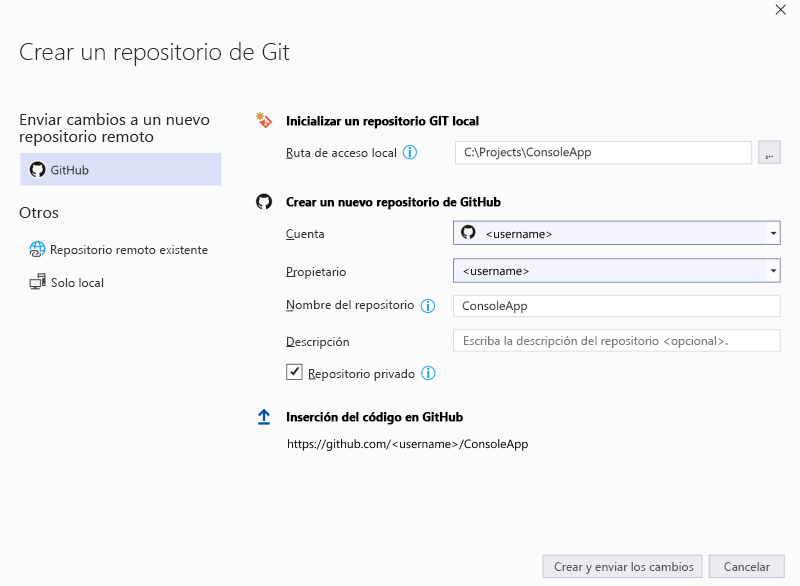 Crear un repositorio de Git
Enviar cambios a un nuevo
repositorio remoto
GitHub
Otros
Repositorio remoto existente
Solo local
Inicializar un repositorio GIT local
Ruta de acceso local
C:\Projects\ConsoleApp
...
Crear un nuevo repositorio de GitHub
Cuenta
<username>
Propietario
<username>
Nombre del repositorio
ConsoleApp
Descripción
Escriba la descripción del repositorio <opcional>.
Repositorio privado
Inserción del código en GitHub
https://github.com/<username>/ConsoleApp
Crear y enviar los cambios
Cancelar